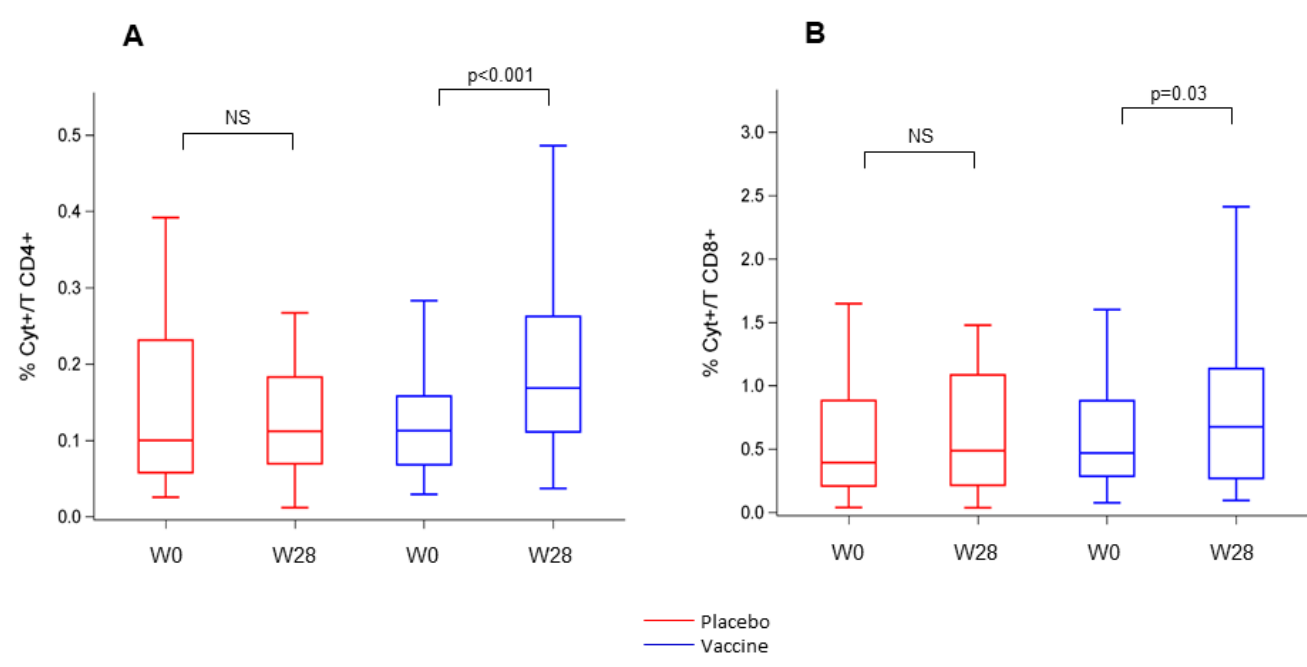 A
NS
p<0.001
% Cyt+/T CD4+
0.5
0.4
0.3
0.2
0.1
0.0
W0
W28
W0
W28
B
NS
p=0.03
% Cyt+/T CD8+
3.0
2.5
2.0
1.5
1.0
0.5
0.0
W0
W28
W0
W28
Placebo
Vaccine